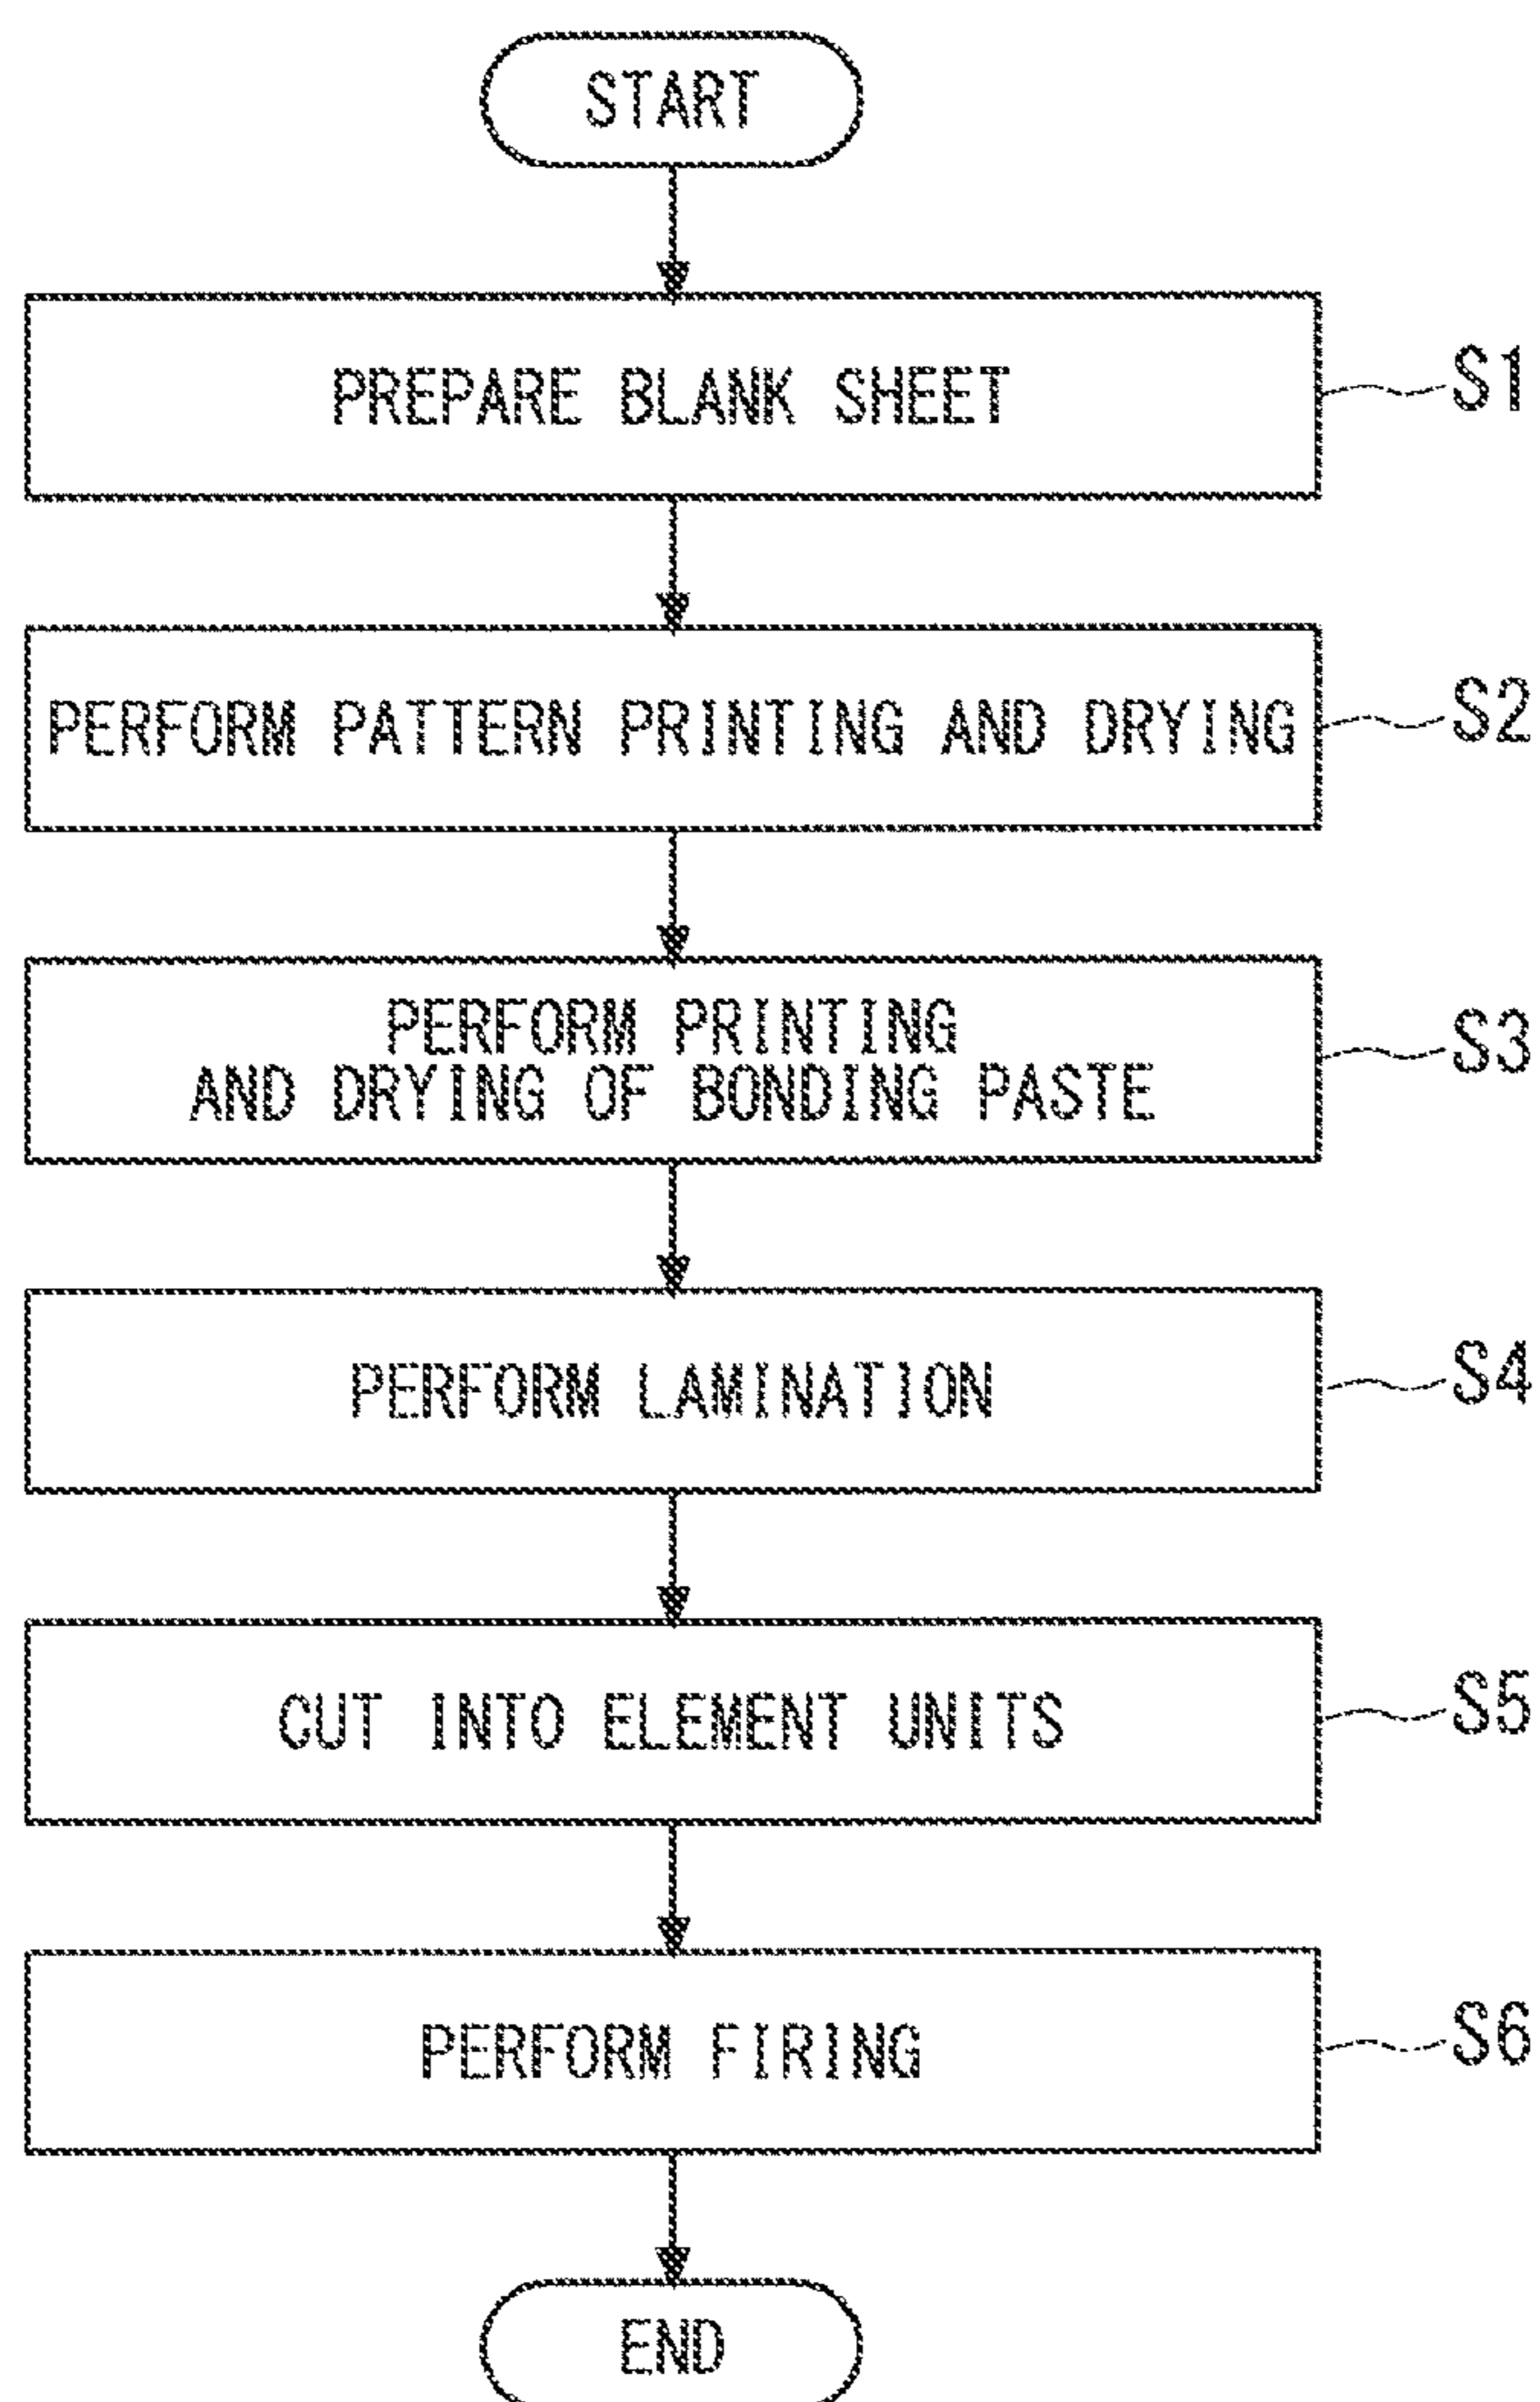 START
PREPARE BLANK SHEET
S1
PERFORM PATTERN PRINTING AND DRYING
S2
PERFORM PRINTING
AND DRYING OF BONDING PASTE
S3
PERFORM LAMINATION
S4
CUT INTO ELEMENT UNITS
S5
PERFORM FIRING
S6
END